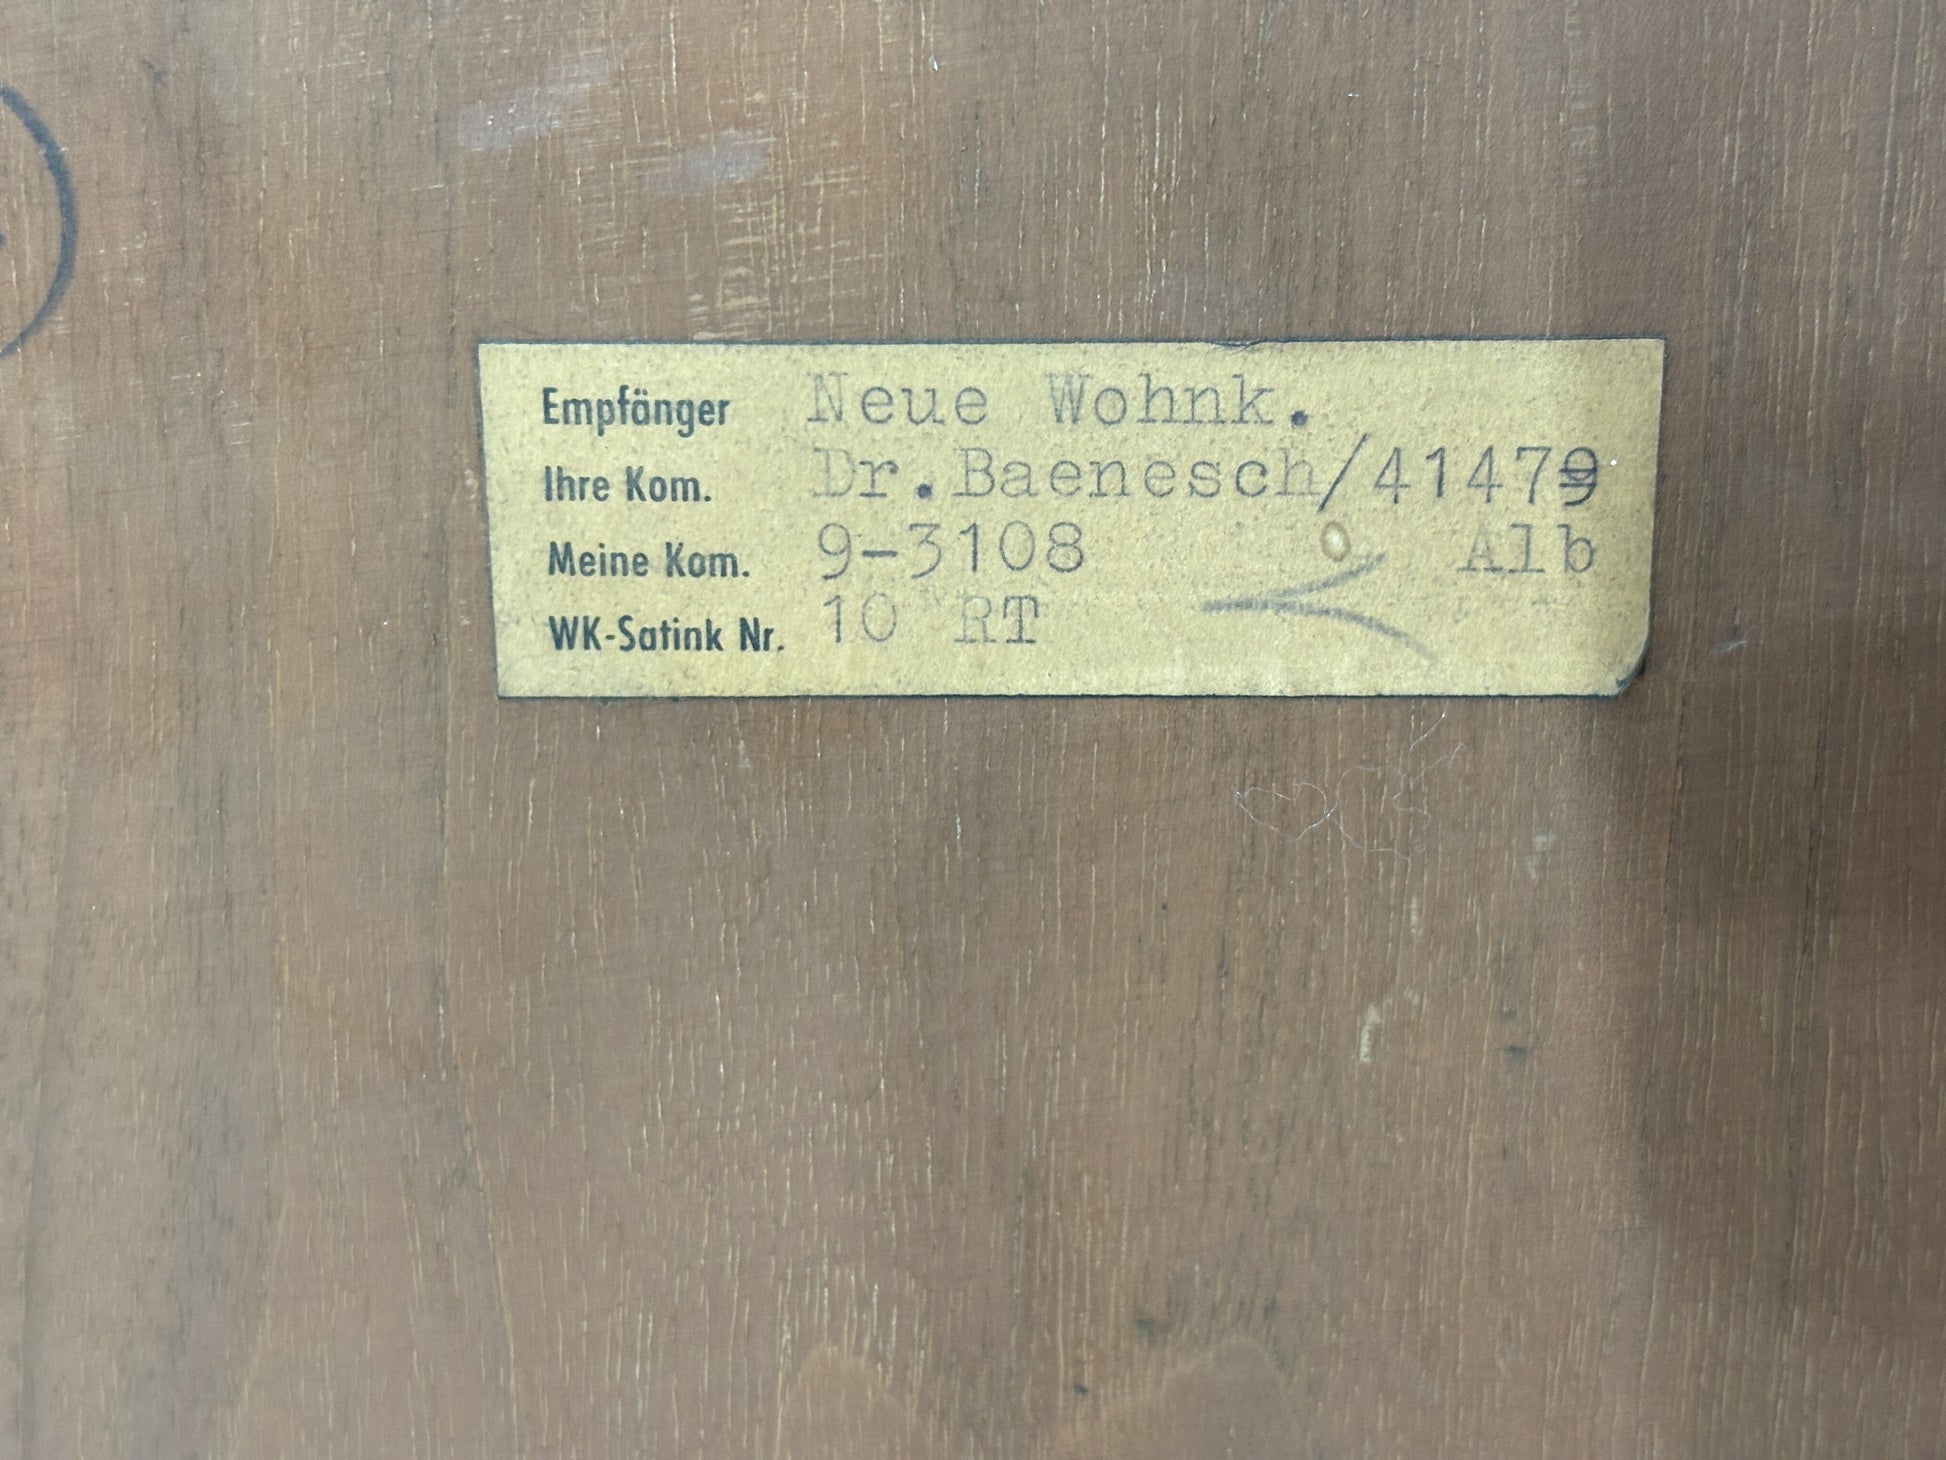 Empfänger Neue Wohnk.
Ihre Kom. Dr.Baenesch/41479
Meine Kom. 9-3108 Alb
WK-Satink Nr. 10 RT